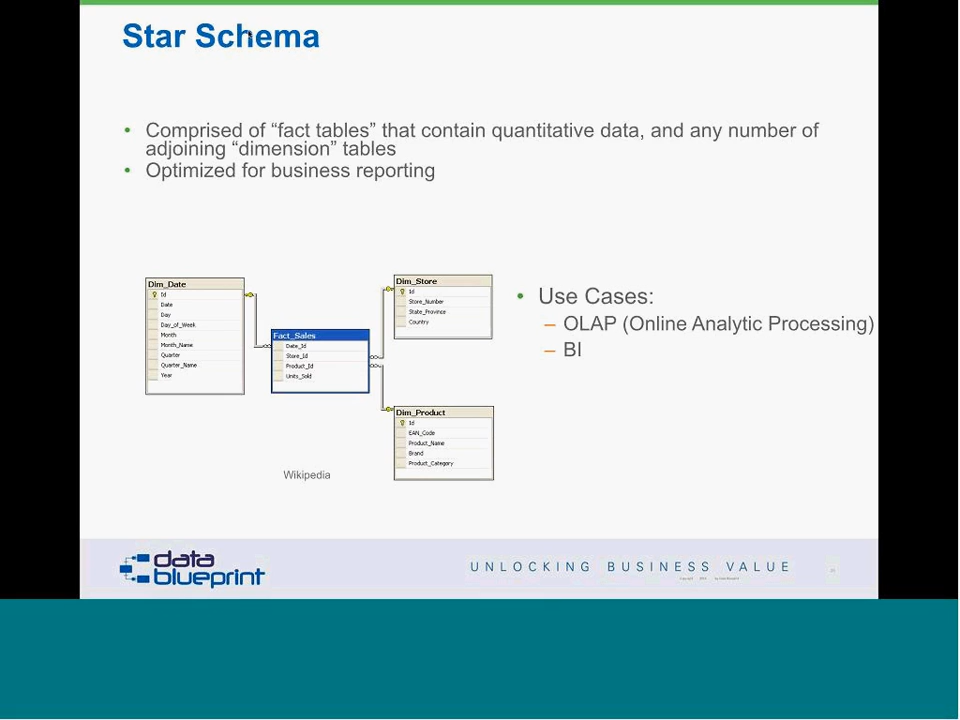 Star Schema
• Comprised of “fact tables” that contain quantitative data, and any number of
adjoining “dimension” tables
• Optimized for business reporting
Dim_Date
Id
Date
Day
Day_of_Week
Month
Month_Name
Quarter
Quarter_Name
Year
Fact_Sales
Date_Id
Store_Id
Product_Id
Units_Sold
Dim_Store
Id
Store_Number
State_Province
Country
Dim_Product
Id
EAN_Code
Product_Name
Brand
Product_Category
Wikipedia
• Use Cases:
– OLAP (Online Analytic Processing)
– BI
data
blueprint
UNLOCKING BUSINESS VALUE